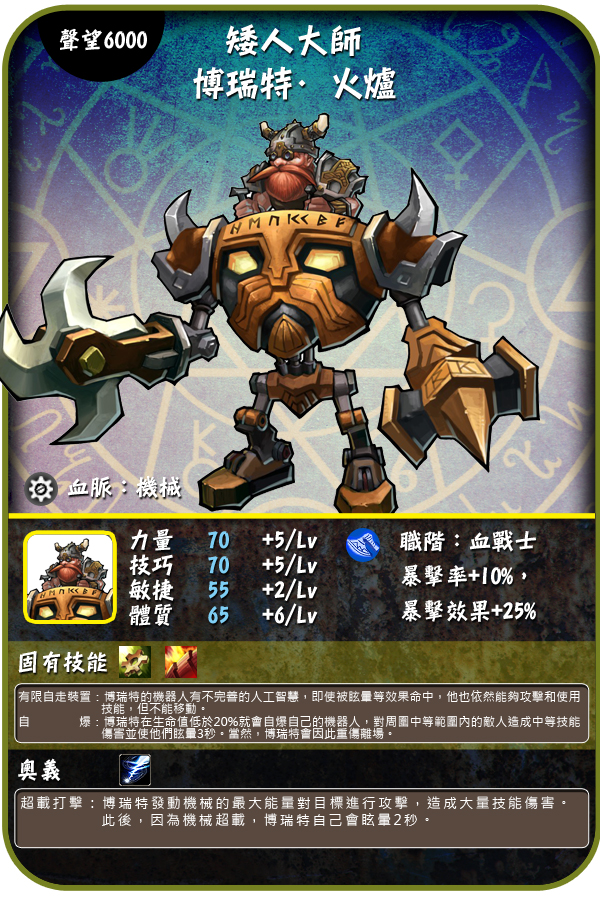 聲望6000
矮人大師
博瑞特·火爐
血脈：機械
力量 70 +5/Lv
技巧 70 +5/Lv
敏捷 55 +2/Lv
體質 65 +6/Lv
職階：血戰士
暴擊率+10%，
暴擊效果+25%
固有技能
有限自走裝置：博瑞特的機器人有不完善的人工智慧，即使被眩暈等效果命中，他也依然能夠攻擊和使用
技能，但不能移動。
自爆：博瑞特在生命值低於20%就會自爆自己的機器人，對周圍中等範圍內的敵人造成中等技能
傷害並使他們眩暈3秒。當然，博瑞特會因此重傷離場。
奧義
超載打擊：博瑞特發動機械的最大能量對目標進行攻擊，造成大量技能傷害。
此後，因為機械超載，博瑞特自己會眩暈2秒。